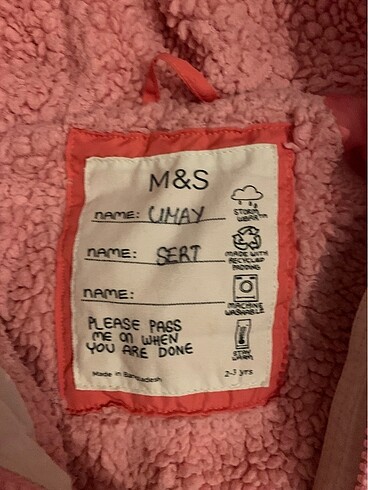 M&S
NAME: UMAY
STORM WEAR™
NAME: SERT
MADE WITH
RECYCLED
PADDING
NAME:
MACHINE
WASHABLE
PLEASE PASS
ME ON WHEN
YOU ARE DONE
STAY
WARM
Made in Bangladesh
2-3 yrs